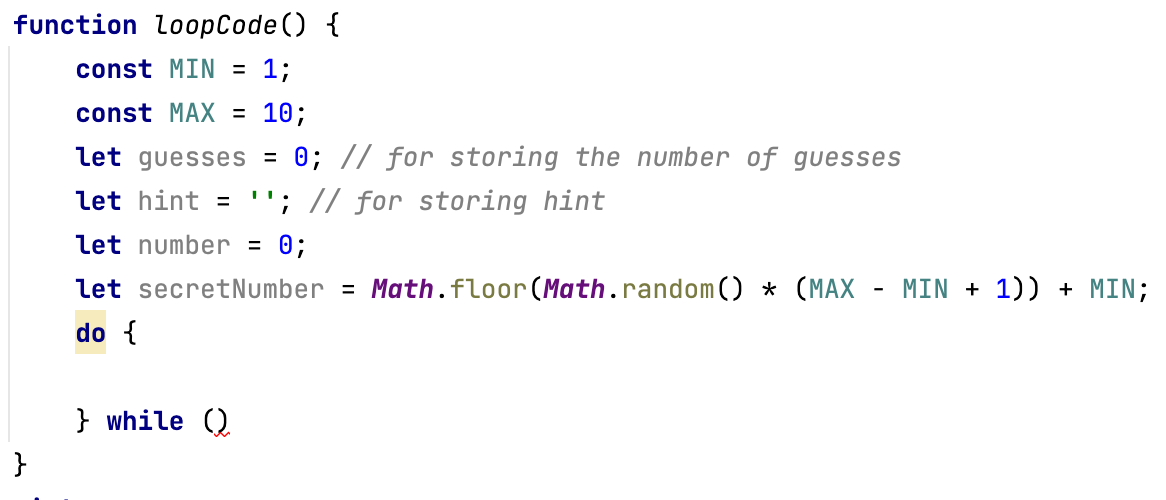 function loopCode() {
const MIN = 1;
const MAX = 10;
let guesses = 0; // for storing the number of guesses
let hint = ''; // for storing hint
let number = 0;
let secretNumber = Math.floor(Math.random() * (MAX - MIN + 1)) + MIN;
do {
} while ()
}